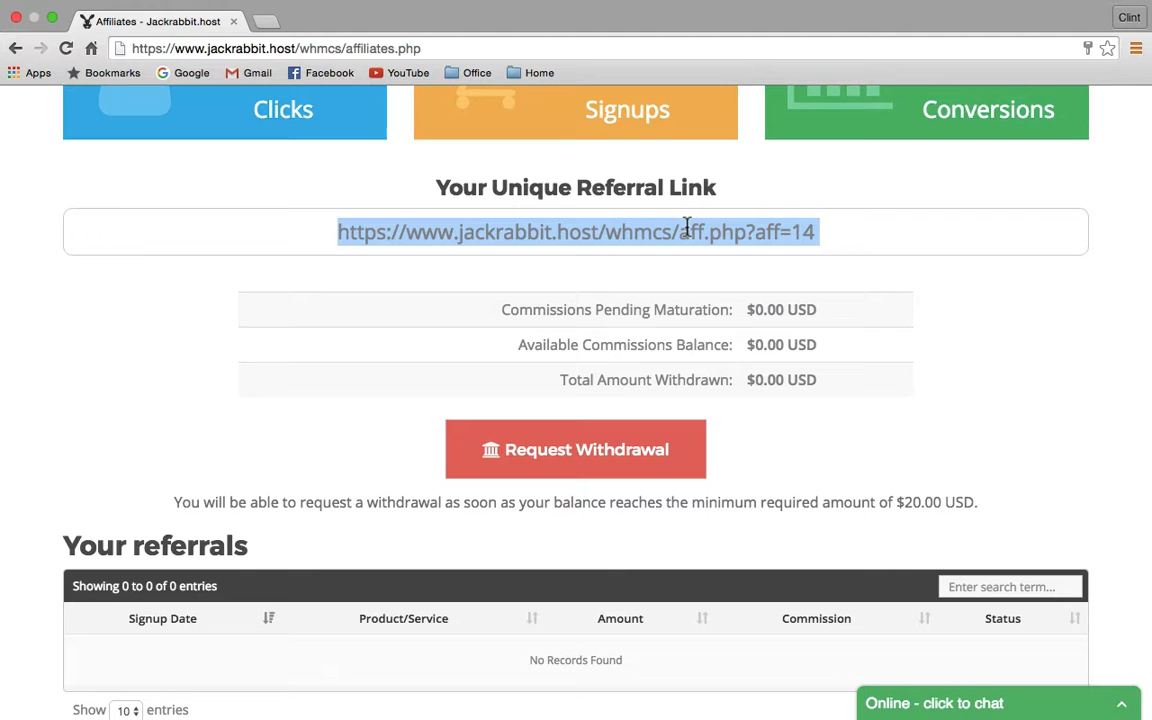 Affiliates - Jackrabbit.host
Clint
https://www.jackrabbit.host/whmcs/affiliates.php
Apps Bookmarks Google Gmail Facebook YouTube Office Home
Clicks Signups Conversions
Your Unique Referral Link
https://www.jackrabbit.host/whmcs/aff.php?aff=14
Commissions Pending Maturation: $0.00 USD
Available Commissions Balance: $0.00 USD
Total Amount Withdrawn: $0.00 USD
Request Withdrawal
You will be able to request a withdrawal as soon as your balance reaches the minimum required amount of $20.00 USD.
Your referrals
Showing 0 to 0 of 0 entries Enter search term...
Signup Date Product/Service Amount Commission Status
No Records Found
Online - click to chat
Show 10 entries